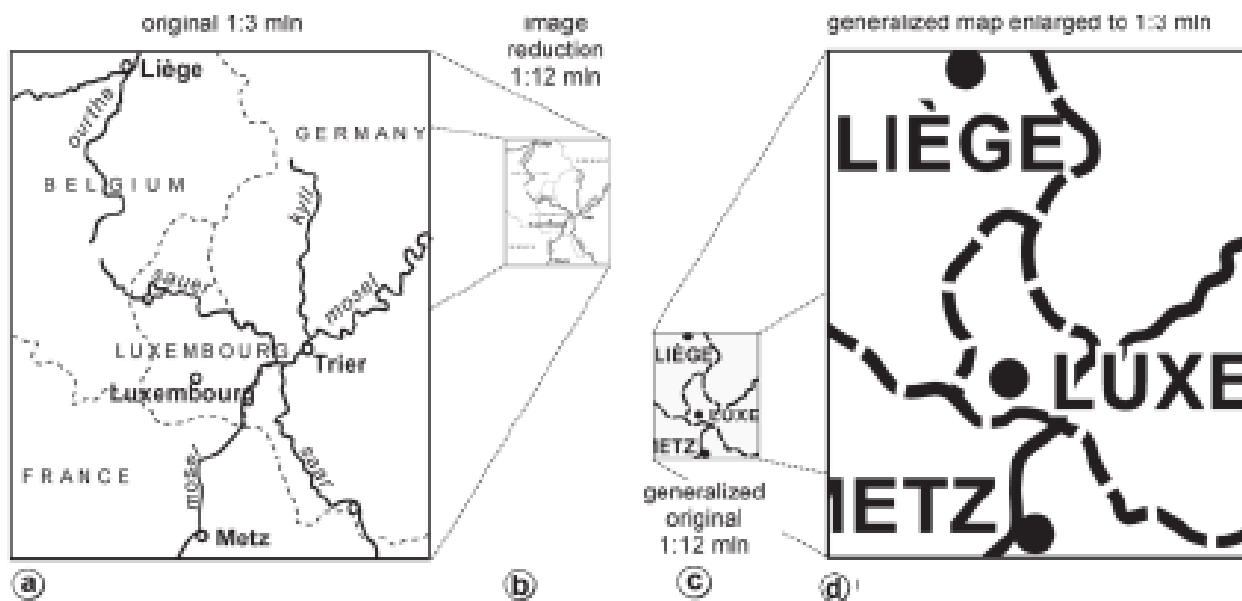 original 1:3 mln
image
reduction
1:12 mln
generalized map enlarged to 1:3 mln
Liège
ourthe
GERMANY
BELGIUM
kyll
sauer
mosel
LUXEMBOURG
Trier
Luxembourg
FRANCE
mosel
saar
Metz
LIÈGE
LUXE
METZ
generalized
original
1:12 mln
LIÈGE
LUXE
METZ
a
b
c
d